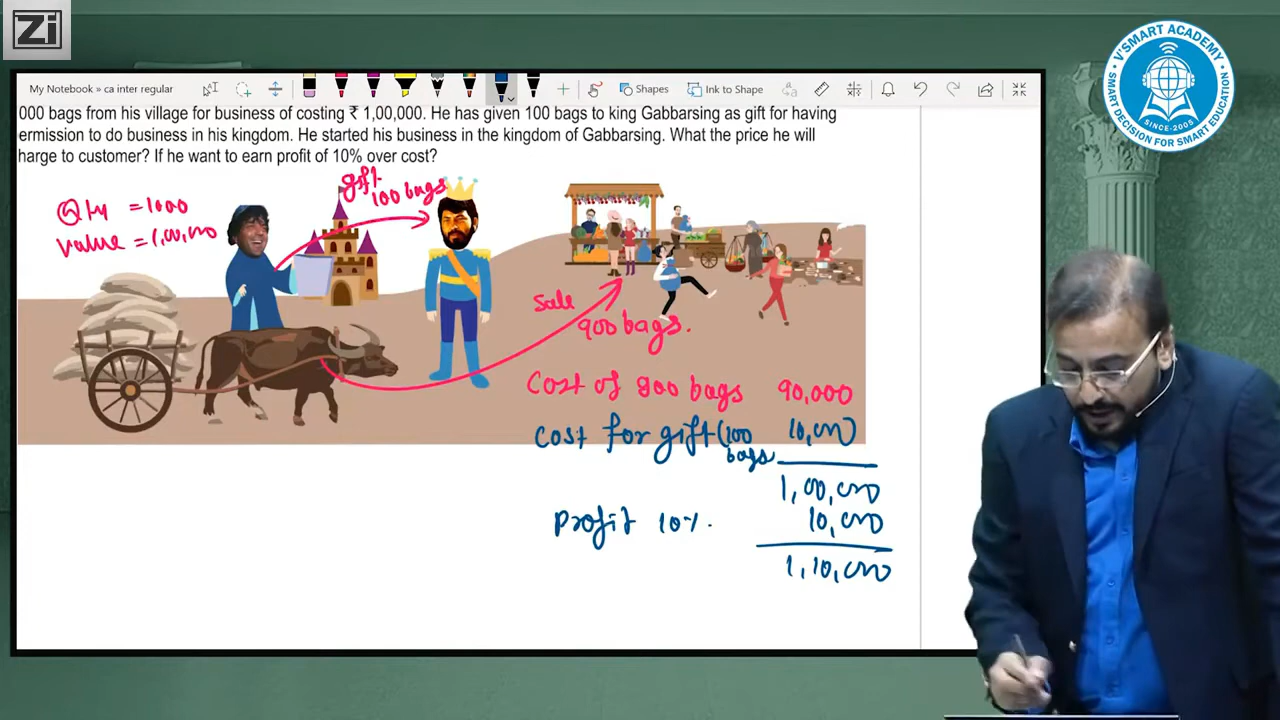 Zi
V'SMART ACADEMY
SMART DECISION FOR SMART EDUCATION
SINCE-2005
My Notebook » ca inter regular
Shapes
Ink to Shape
000 bags from his village for business of costing ₹ 1,00,000. He has given 100 bags to king Gabbarsing as gift for having
ermission to do business in his kingdom. He started his business in the kingdom of Gabbarsing. What the price he will
harge to customer? If he want to earn profit of 10% over cost?
gift
100 bags
Qty = 1000
value = 1,00,000
Sale
900 bags.
Cost of 900 bags 90,000
Cost for gift (100 10,000
bags
1,00,000
Profit 10%. 10,000
1,10,000